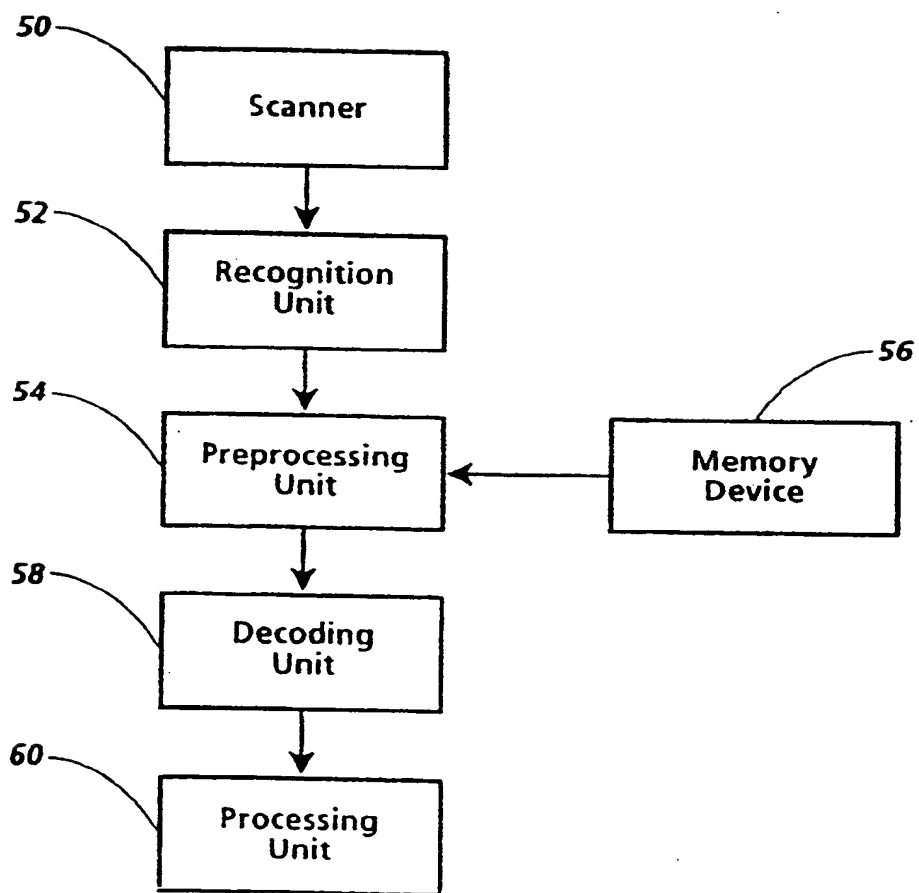 50
Scanner
52
Recognition
Unit
54
Preprocessing
Unit
56
Memory
Device
58
Decoding
Unit
60
Processing
Unit